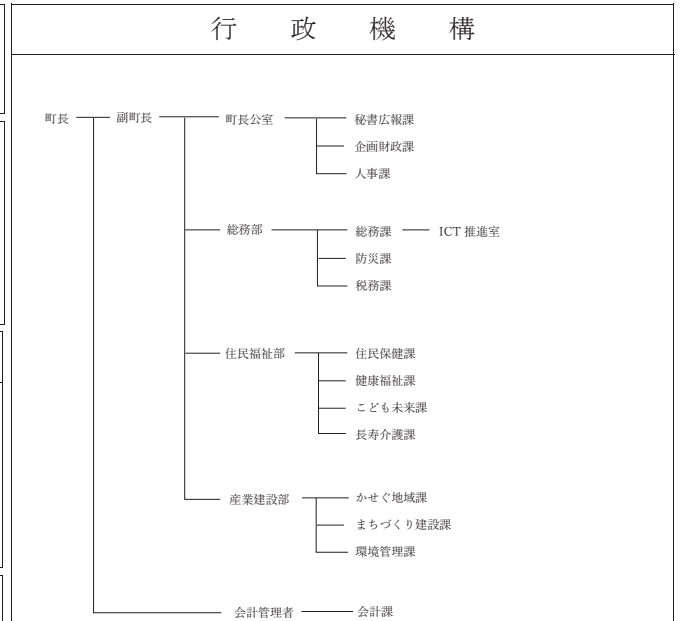 行政機構
町長 副町長 町長公室 秘書広報課
企画財政課
人事課
総務部 総務課 ICT 推進室
防災課
税務課
住民福祉部 住民保健課
健康福祉課
こども未来課
長寿介護課
産業建設部 かせぐ地域課
まちづくり建設課
環境管理課
会計管理者 会計課